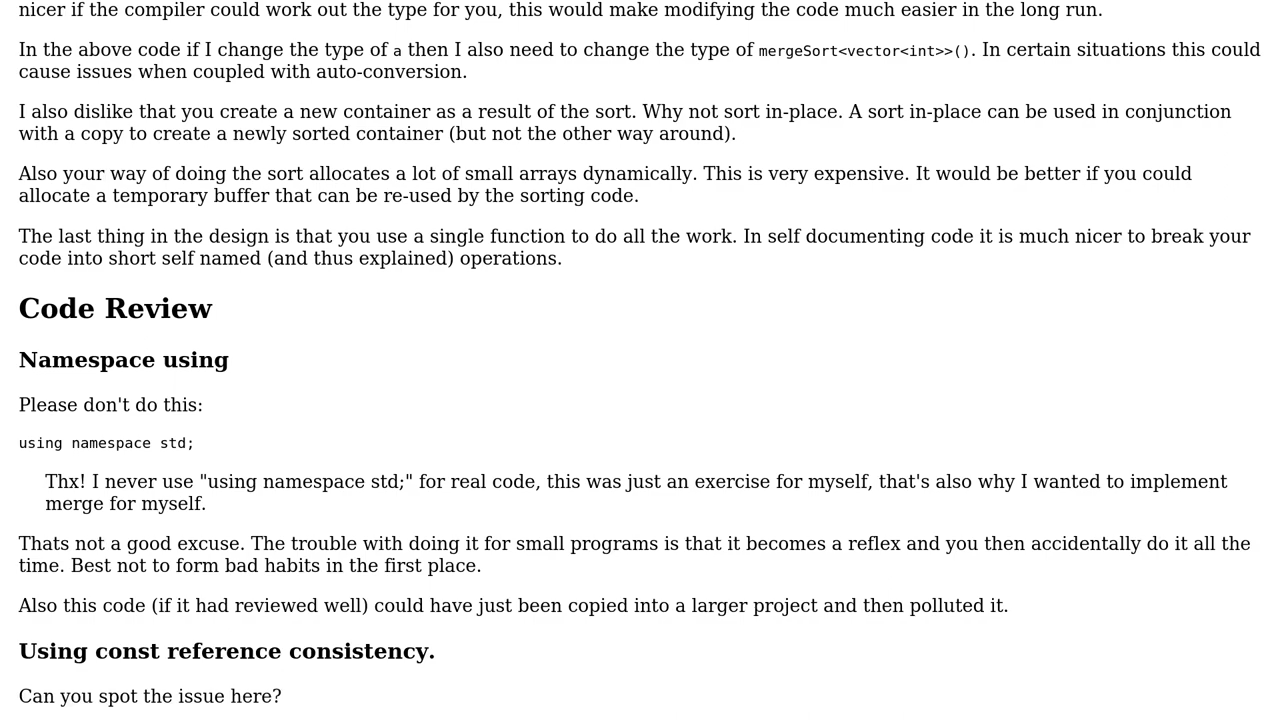 nicer if the compiler could work out the type for you, this would make modifying the code much easier in the long run.
In the above code if I change the type of a then I also need to change the type of mergeSort<vector<int>>(). In certain situations this could
cause issues when coupled with auto-conversion.
I also dislike that you create a new container as a result of the sort. Why not sort in-place. A sort in-place can be used in conjunction
with a copy to create a newly sorted container (but not the other way around).
Also your way of doing the sort allocates a lot of small arrays dynamically. This is very expensive. It would be better if you could
allocate a temporary buffer that can be re-used by the sorting code.
The last thing in the design is that you use a single function to do all the work. In self documenting code it is much nicer to break your
code into short self named (and thus explained) operations.
Code Review
Namespace using
Please don't do this:
using namespace std;
Thx! I never use "using namespace std;" for real code, this was just an exercise for myself, that's also why I wanted to implement
merge for myself.
Thats not a good excuse. The trouble with doing it for small programs is that it becomes a reflex and you then accidentally do it all the
time. Best not to form bad habits in the first place.
Also this code (if it had reviewed well) could have just been copied into a larger project and then polluted it.
Using const reference consistency.
Can you spot the issue here?